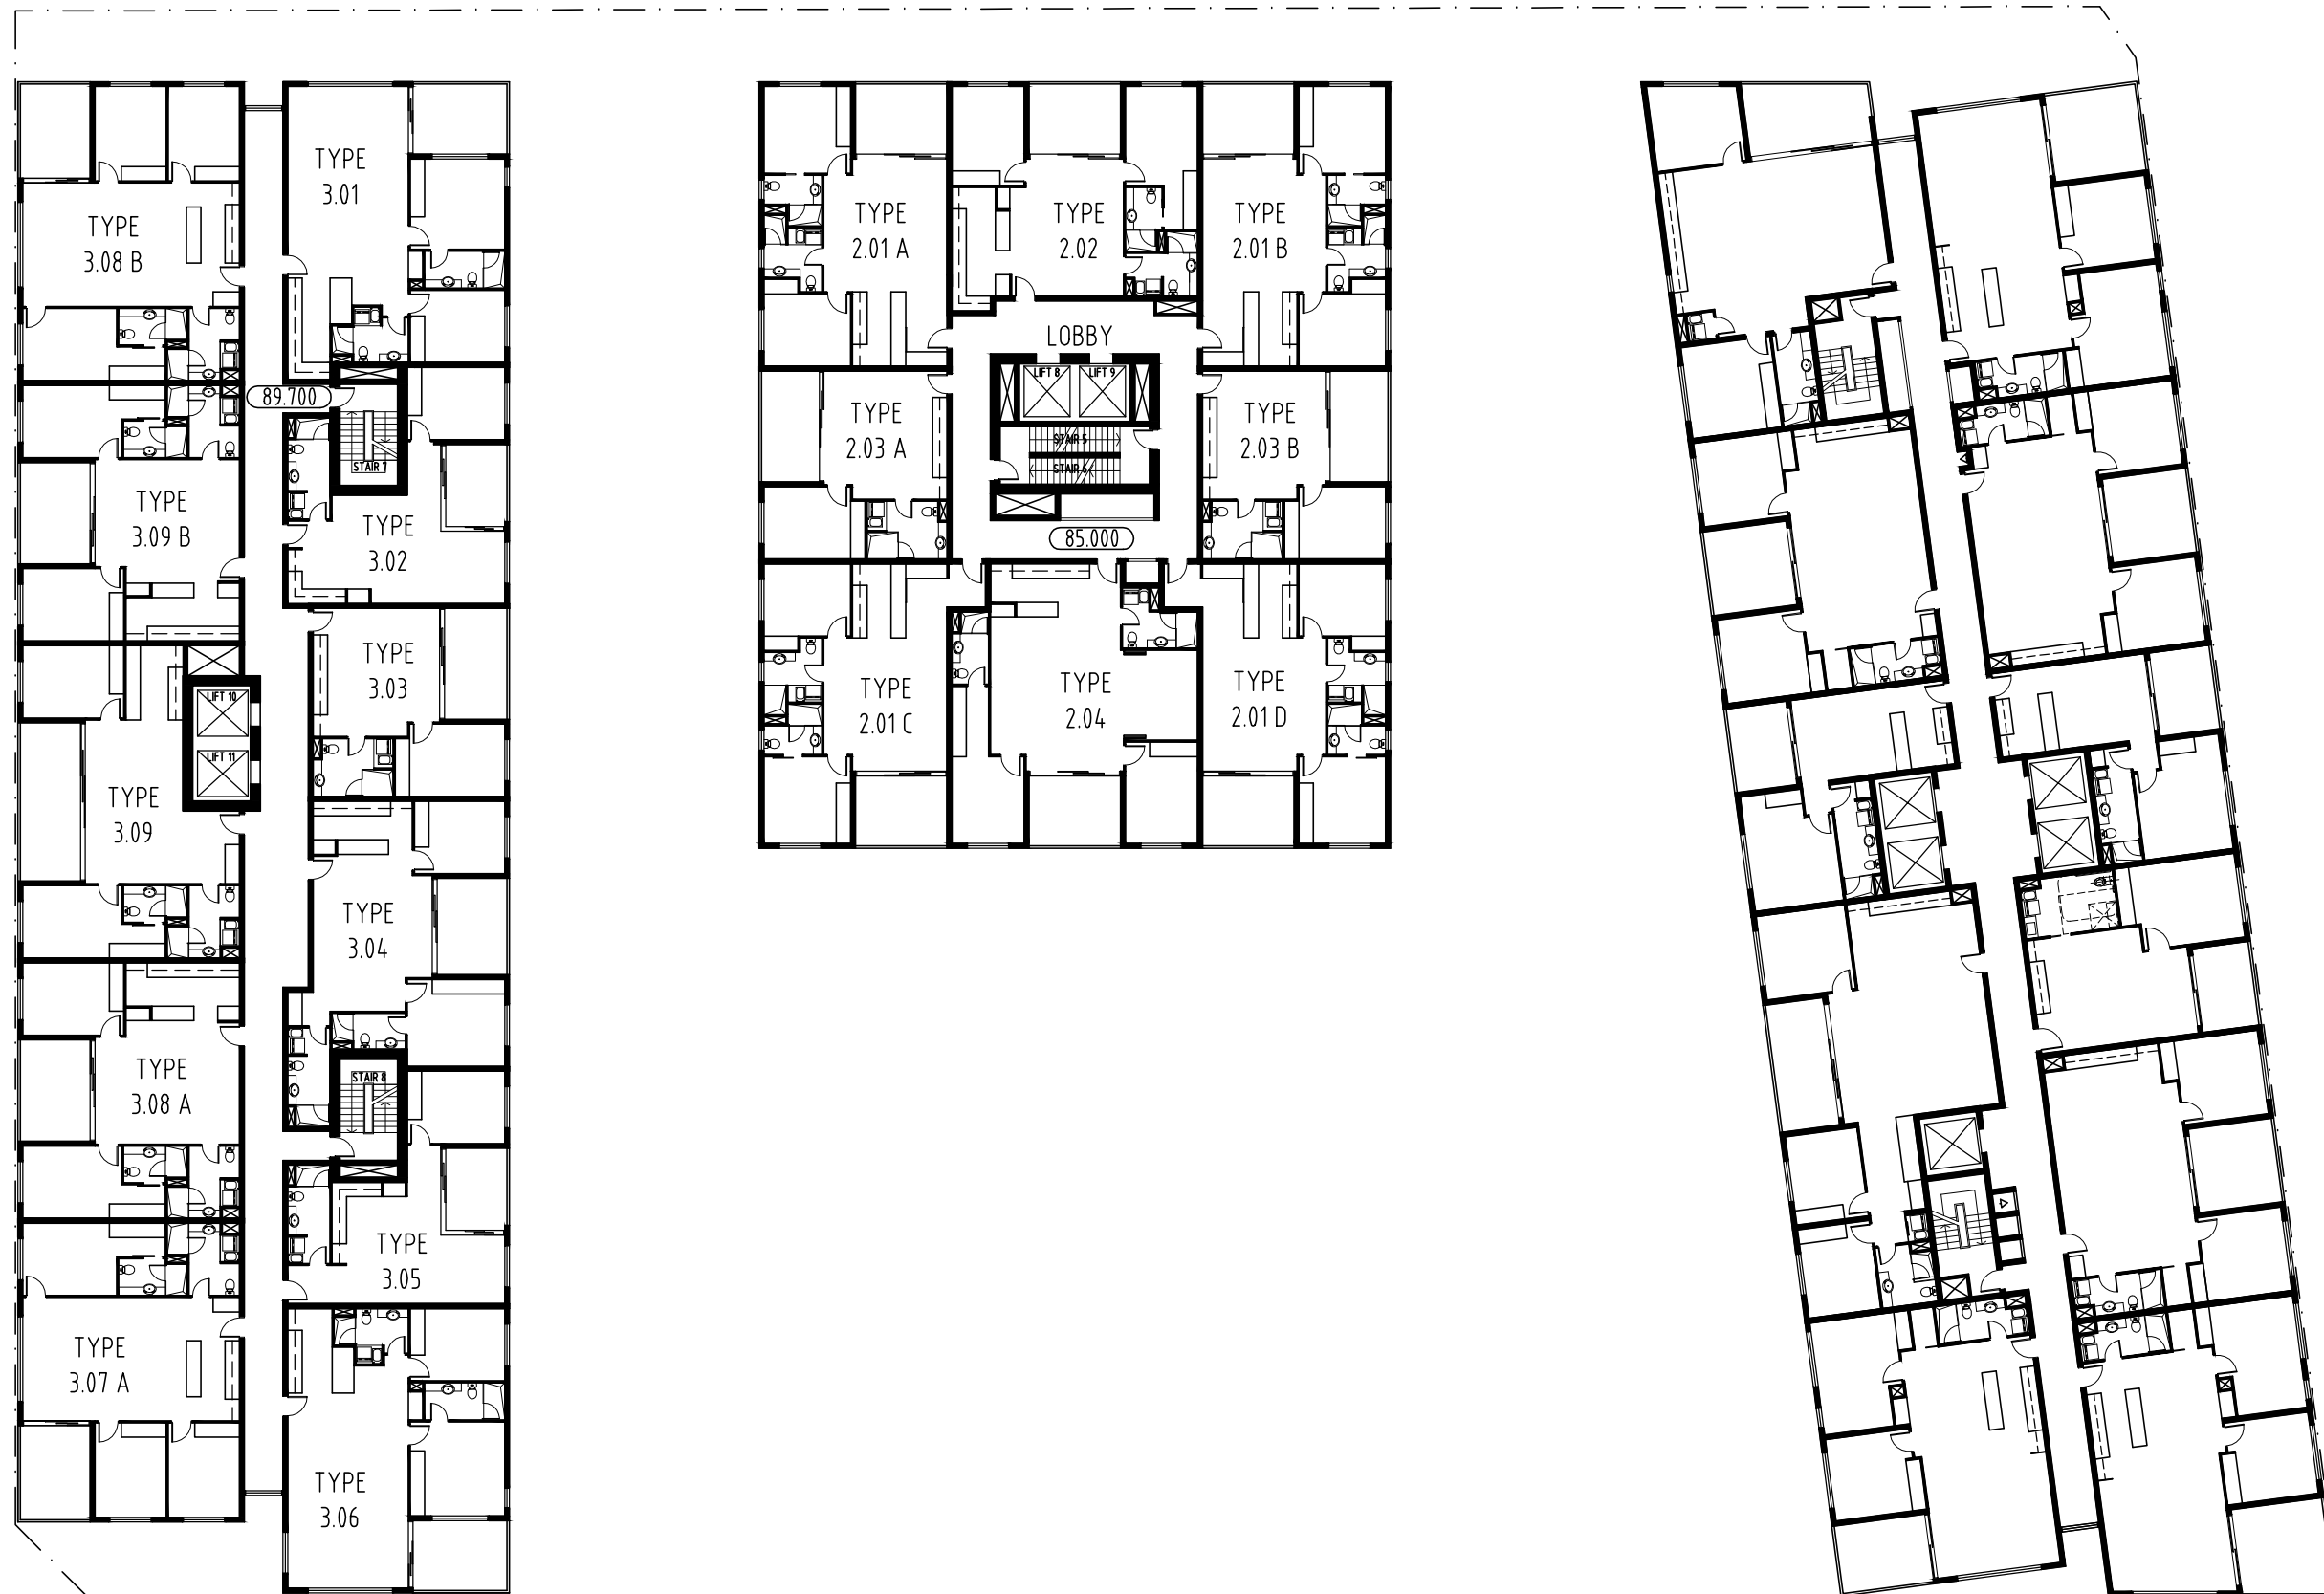 TYPE
3.01
TYPE
3.08 B
89.700
STAIR 7
TYPE
3.09 B
TYPE
3.02
TYPE
3.03
LIFT 10
LIFT 11
TYPE
3.09
TYPE
3.04
TYPE
3.08 A
STAIR 8
TYPE
3.05
TYPE
3.07 A
TYPE
3.06
TYPE
2.01 A
TYPE
2.02
TYPE
2.01 B
LOBBY
LIFT 8
LIFT 9
TYPE
2.03 A
STAIR 5
STAIR 6
TYPE
2.03 B
85.000
TYPE
2.01 C
TYPE
2.04
TYPE
2.01 D